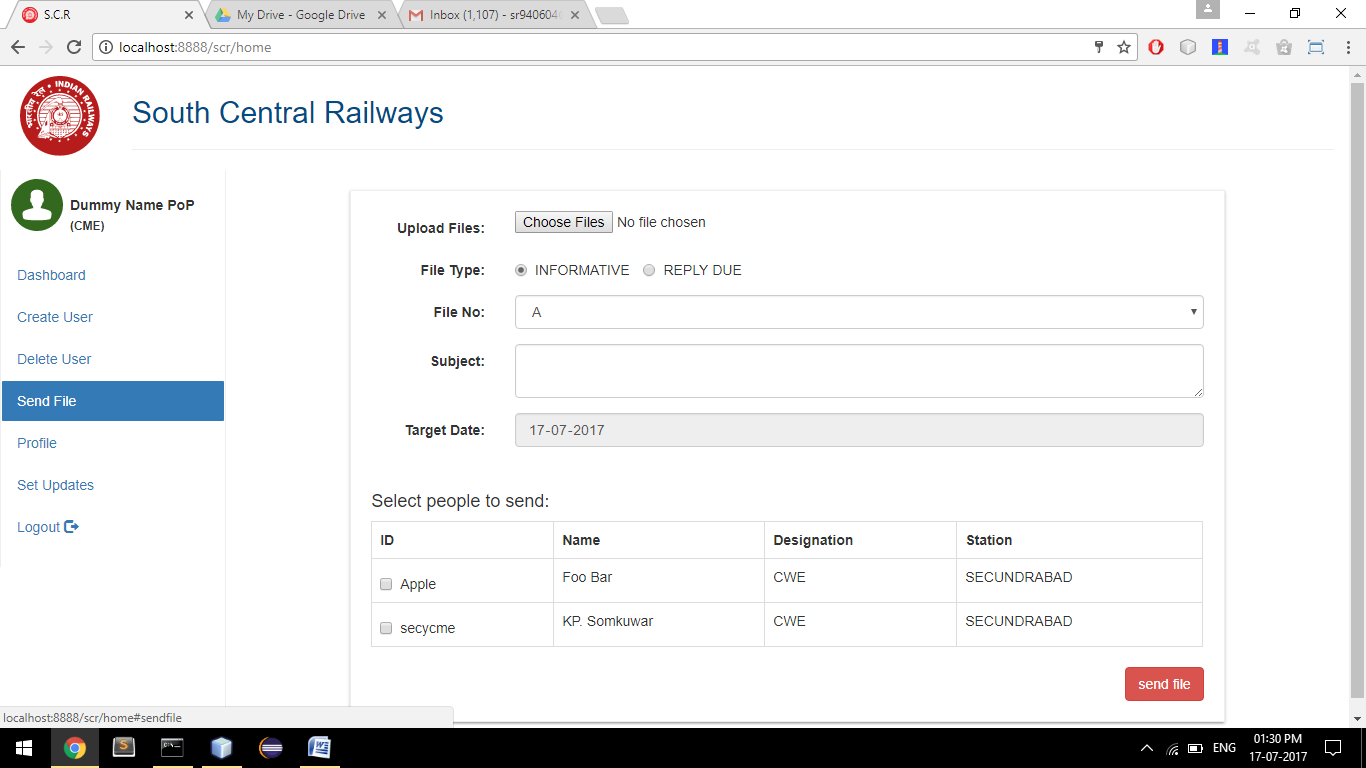 S.C.R
My Drive - Google Drive
Inbox (1,107) - sr940604
localhost:8888/scr/home
INDIAN RAILWAYS
भारतीय रेल
South Central Railways
Dummy Name PoP
(CME)
Dashboard
Create User
Delete User
Send File
Profile
Set Updates
Logout
Upload Files: Choose Files No file chosen
File Type: INFORMATIVE REPLY DUE
File No: A
Subject:
Target Date: 17-07-2017
Select people to send:
ID Name Designation Station
Apple Foo Bar CWE SECUNDRABAD
secycme KP. Somkuwar CWE SECUNDRABAD
send file
localhost:8888/scr/home#sendfile
ENG
01:30 PM
17-07-2017